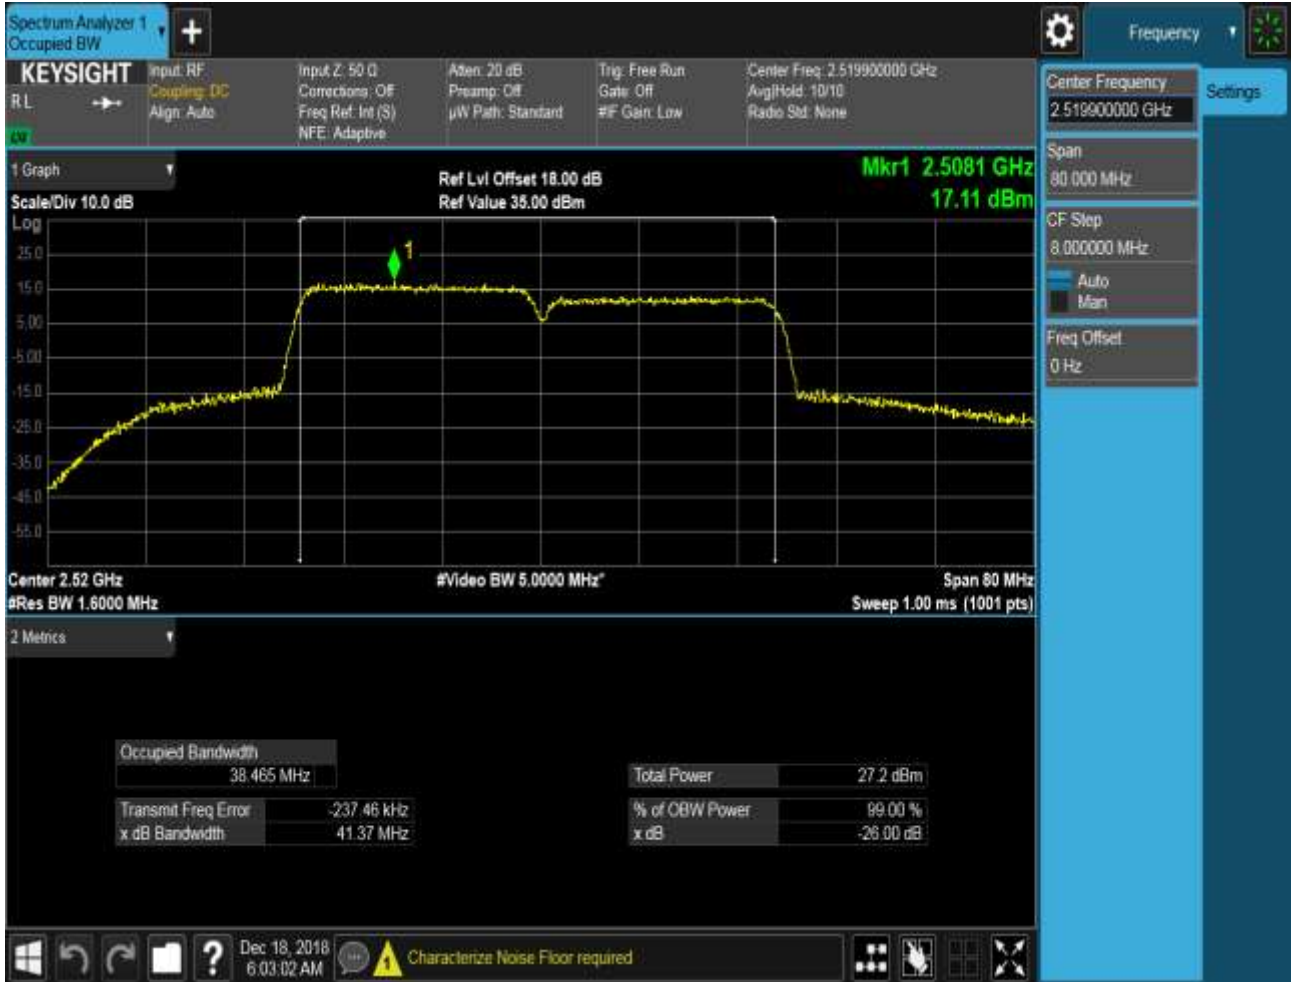 Spectrum Analyzer 1
Occupied BW
Frequency
KEYSIGHT
R L
LXI
Input: RF
Coupling: DC
Align: Auto
Input Z: 50 Ω
Corrections: Off
Freq Ref: Int (S)
NFE: Adaptive
Atten: 20 dB
Preamp: Off
µW Path: Standard
Trig: Free Run
Gate: Off
#IF Gain: Low
Center Freq: 2.519900000 GHz
Avg|Hold: 10/10
Radio Std: None
Center Frequency
2.519900000 GHz
Settings
Span
80.000 MHz
CF Step
8.000000 MHz
Auto
Man
Freq Offset
0 Hz
1 Graph
Scale/Div 10.0 dB
Log
Ref Lvl Offset 18.00 dB
Ref Value 35.00 dBm
Mkr1 2.5081 GHz
17.11 dBm
1
25.0
15.0
5.00
-5.00
-15.0
-25.0
-35.0
-45.0
-55.0
Center 2.52 GHz
#Res BW 1.6000 MHz
#Video BW 5.0000 MHz*
Span 80 MHz
Sweep 1.00 ms (1001 pts)
2 Metrics
Occupied Bandwidth
38.465 MHz
Transmit Freq Error -237.46 kHz
x dB Bandwidth 41.37 MHz
Total Power 27.2 dBm
% of OBW Power 99.00 %
x dB -26.00 dB
Dec 18, 2018
6:03:02 AM
1
Characterize Noise Floor required